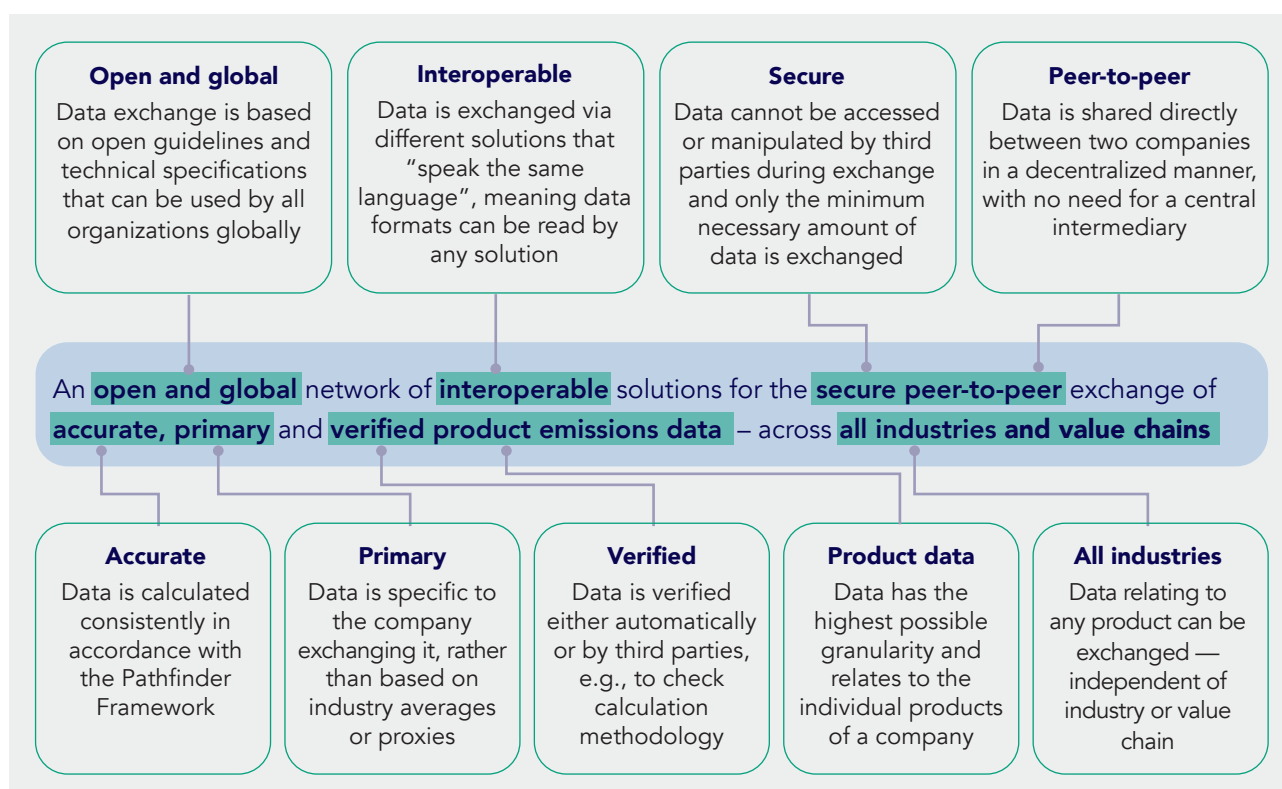 Open and global
Data exchange is based
on open guidelines and
technical specifications
that can be used by all
organizations globally
Interoperable
Data is exchanged via
different solutions that
“speak the same
language”, meaning data
formats can be read by
any solution
Secure
Data cannot be accessed
or manipulated by third
parties during exchange
and only the minimum
necessary amount of
data is exchanged
Peer-to-peer
Data is shared directly
between two companies
in a decentralized manner,
with no need for a central
intermediary
An open and global network of interoperable solutions for the secure peer-to-peer exchange of
accurate, primary and verified product emissions data – across all industries and value chains
Accurate
Data is calculated
consistently in
accordance with
the Pathfinder
Framework
Primary
Data is specific to
the company
exchanging it, rather
than based on
industry averages
or proxies
Verified
Data is verified
either automatically
or by third parties,
e.g., to check
calculation
methodology
Product data
Data has the
highest possible
granularity and
relates to the
individual products
of a company
All industries
Data relating to
any product can be
exchanged —
independent of
industry or value
chain